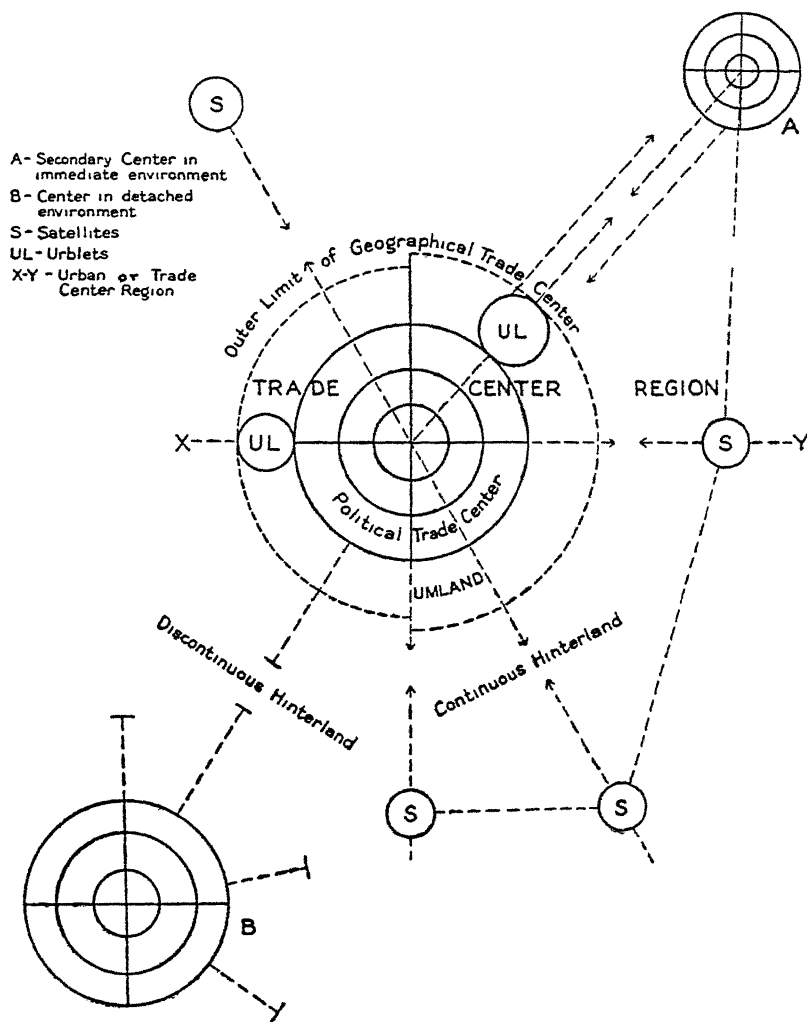 S
A
A- Secondary Center in
immediate environment
B- Center in detached
environment
S- Satellites
UL- Urblets
X-Y - Urban or Trade
Center Region
Outer Limit of Geographical Trade Center
UL
TRADE CENTER REGION
X
UL
S
Y
Political Trade Center
UMLAND
Discontinuous Hinterland
Continuous Hinterland
S
S
B